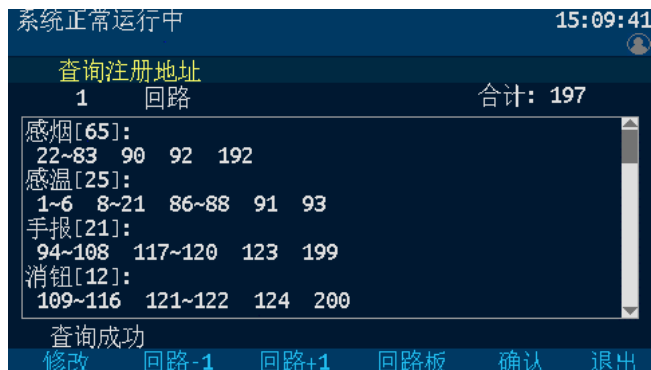 系统正常运行中 15:09:41
查询注册地址
1 回路 合计: 197
感烟[65]:
22~83 90 92 192
感温[25]:
1~6 8~21 86~88 91 93
手报[21]:
94~108 117~120 123 199
消钮[12]:
109~116 121~122 124 200
查询成功
修改 回路-1 回路+1 回路板 确认 退出